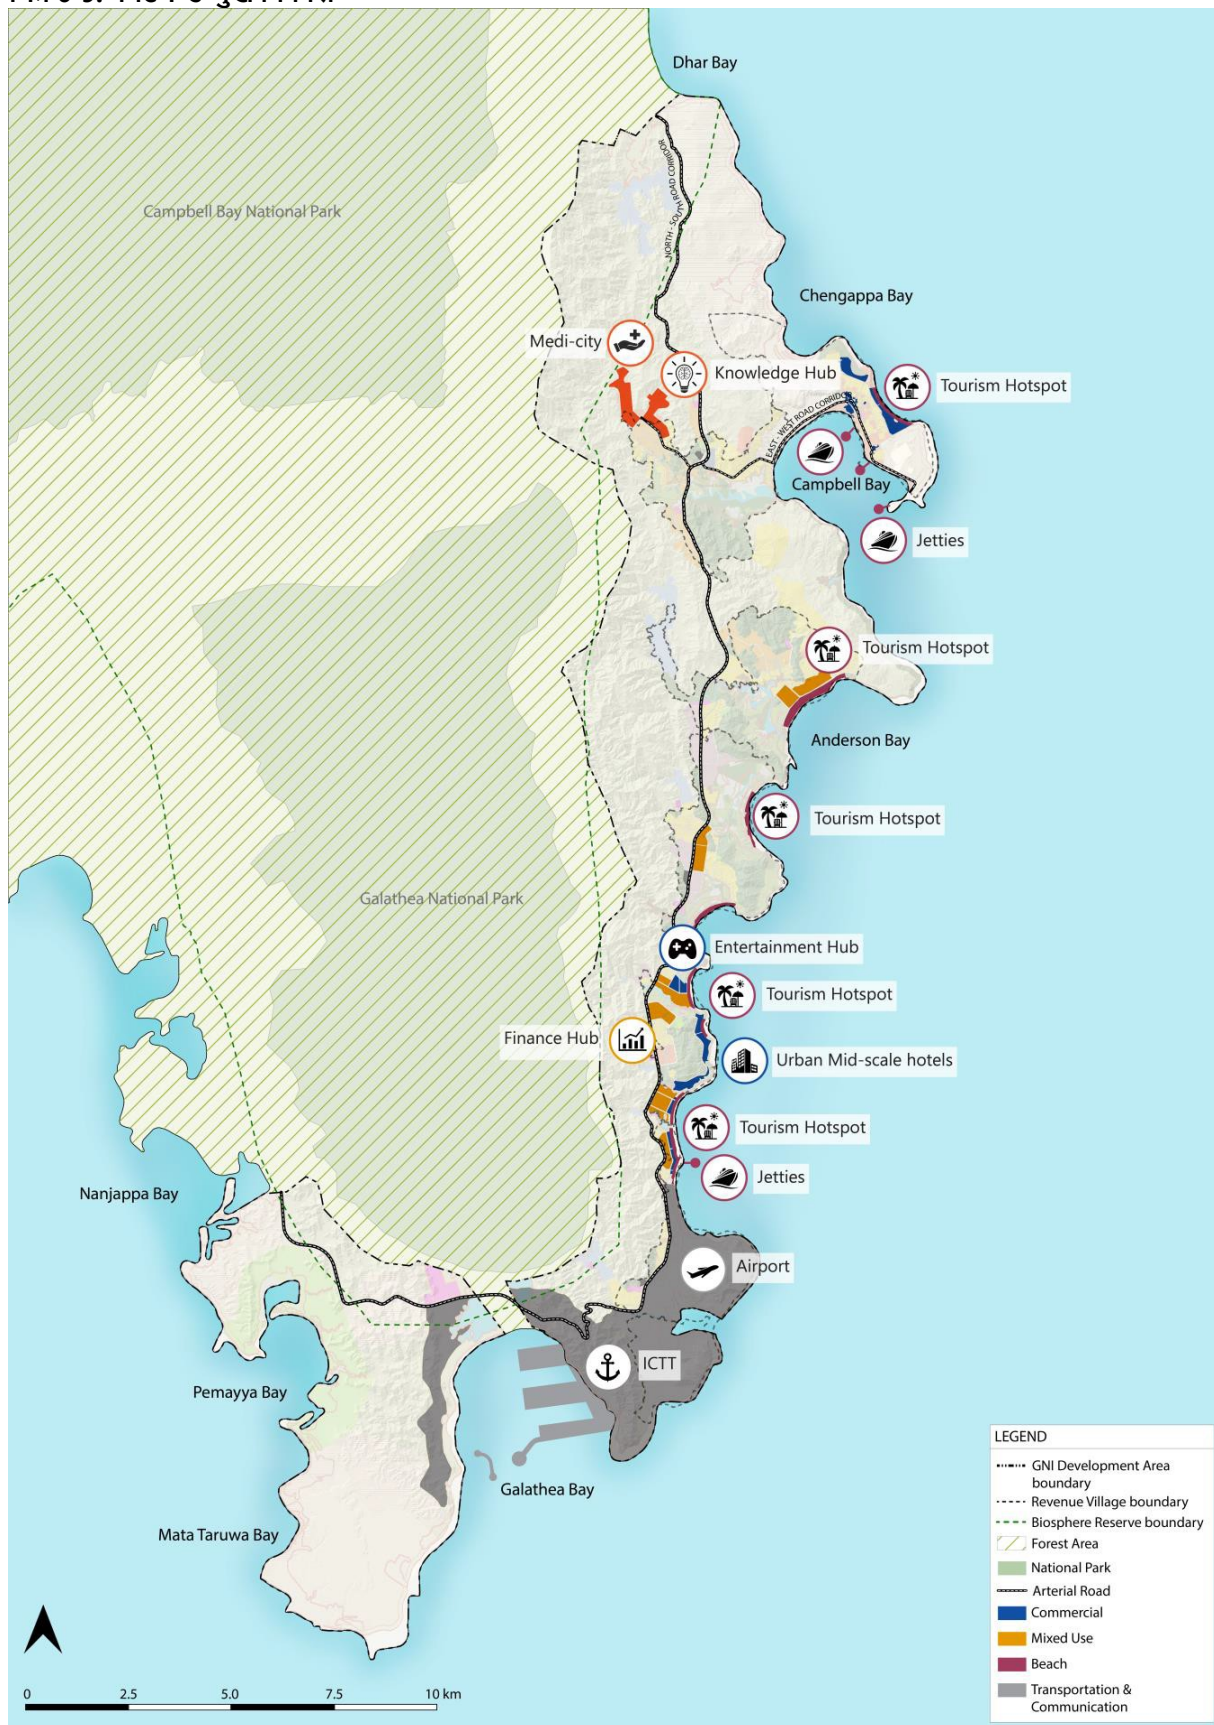 Dhar Bay
Campbell Bay National Park
NORTH - SOUTH ROAD CORRIDOR
Chengappa Bay
Medi-city
Knowledge Hub
Tourism Hotspot
EAST - WEST ROAD CORRIDOR
Campbell Bay
Jetties
Tourism Hotspot
Anderson Bay
Tourism Hotspot
Galathea National Park
Entertainment Hub
Tourism Hotspot
Finance Hub
Urban Mid-scale hotels
Tourism Hotspot
Jetties
Nanjappa Bay
Airport
ICTT
Pemayya Bay
Galathea Bay
Mata Taruwa Bay
LEGEND
GNI Development Area
boundary
Revenue Village boundary
Biosphere Reserve boundary
Forest Area
National Park
Arterial Road
Commercial
Mixed Use
Beach
Transportation &
Communication
0 2.5 5.0 7.5 10 km